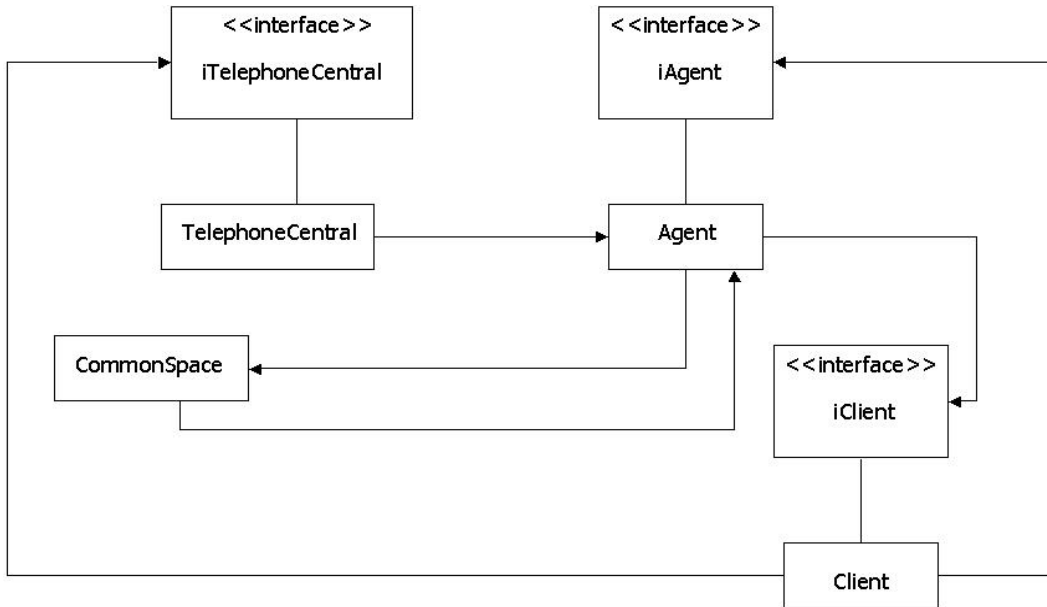 <<interface>>
iTelephoneCentral
<<interface>>
iAgent
TelephoneCentral
Agent
CommonSpace
<<interface>>
iClient
Client